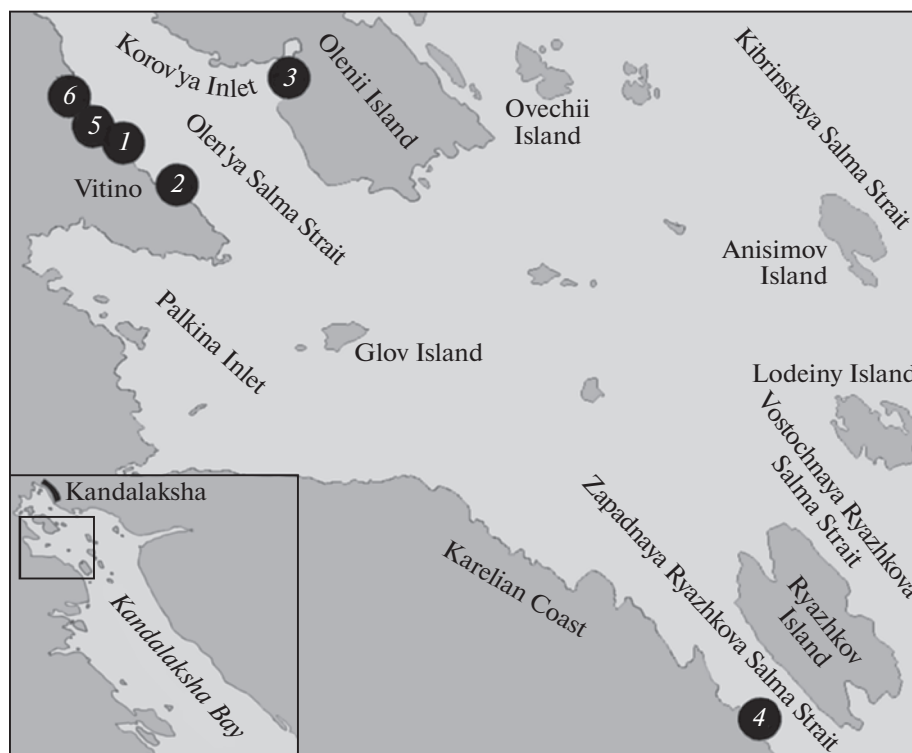 Korov'ya Inlet
3
Olenii Island
Ovechii
Island
Kibrinskaya Salma Strait
6
5
1
2
Vitino
Olen'ya Salma Strait
Anisimov
Island
Palkina Inlet
Glov Island
Lodeiny Island
Vostochnaya Ryazhkova
Salma Strait
Kandalaksha
Kandalaksha Bay
Karelian Coast
Zapadnaya Ryazhkova Salma Strait
Ryazhkov
Island
4